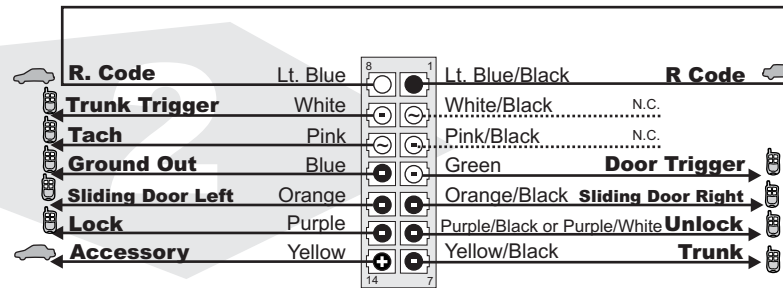 8 1
R. Code Lt. Blue Lt. Blue/Black R Code
Trunk Trigger White White/Black N.C.
Tach Pink Pink/Black N.C.
Ground Out Blue Green Door Trigger
Sliding Door Left Orange Orange/Black Sliding Door Right
Lock Purple Purple/Black or Purple/White Unlock
Accessory Yellow Yellow/Black Trunk
14 7
2